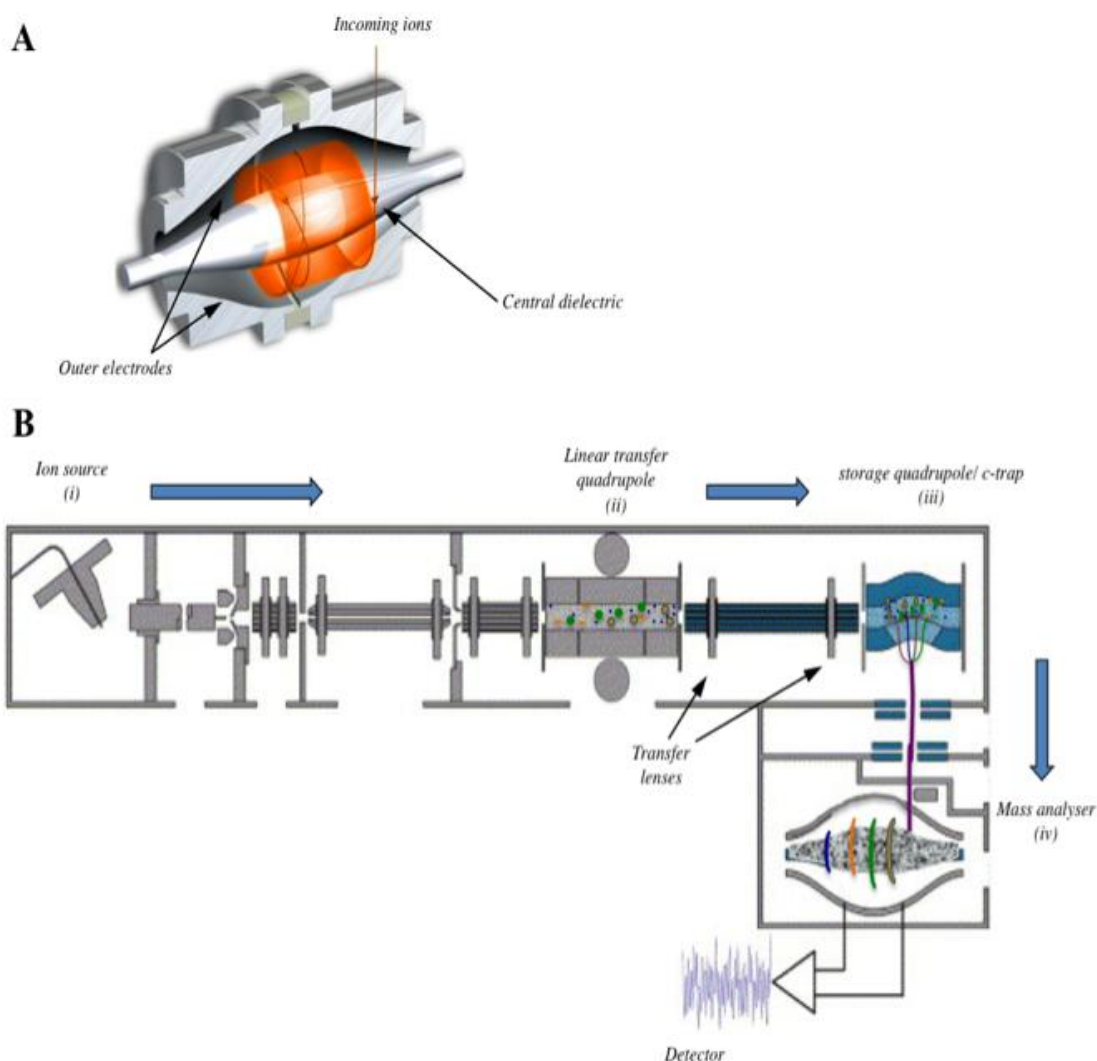 A
Incoming ions
Central dielectric
Outer electrodes
B
Ion source
(i)
Linear transfer
quadrupole
(ii)
storage quadrupole/ c-trap
(iii)
Transfer
lenses
Mass analyser
(iv)
Detector